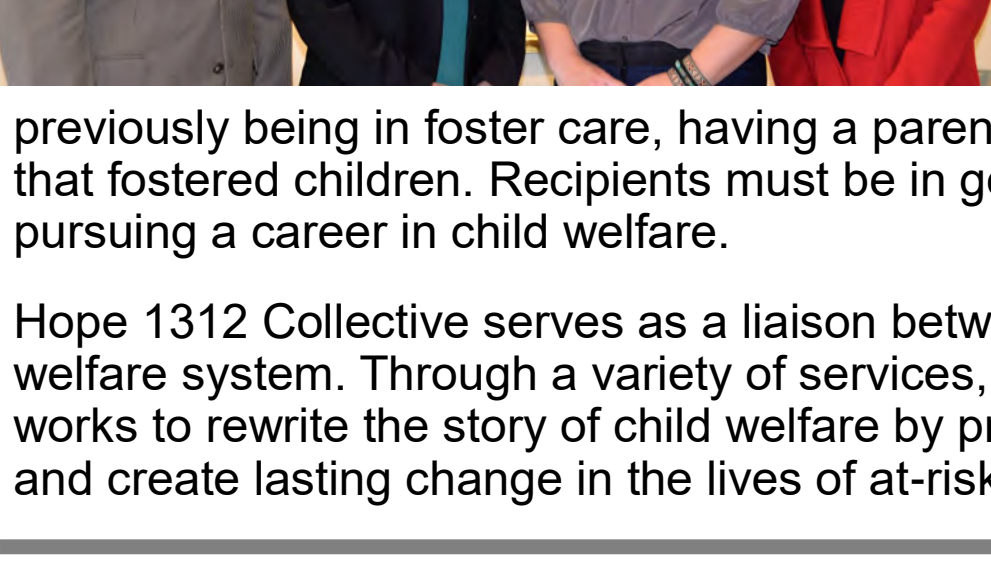 previously being in foster care, having a paren
that fostered children. Recipients must be in g
pursuing a career in child welfare.
Hope 1312 Collective serves as a liaison betw
welfare system. Through a variety of services,
works to rewrite the story of child welfare by pr
and create lasting change in the lives of at-risk